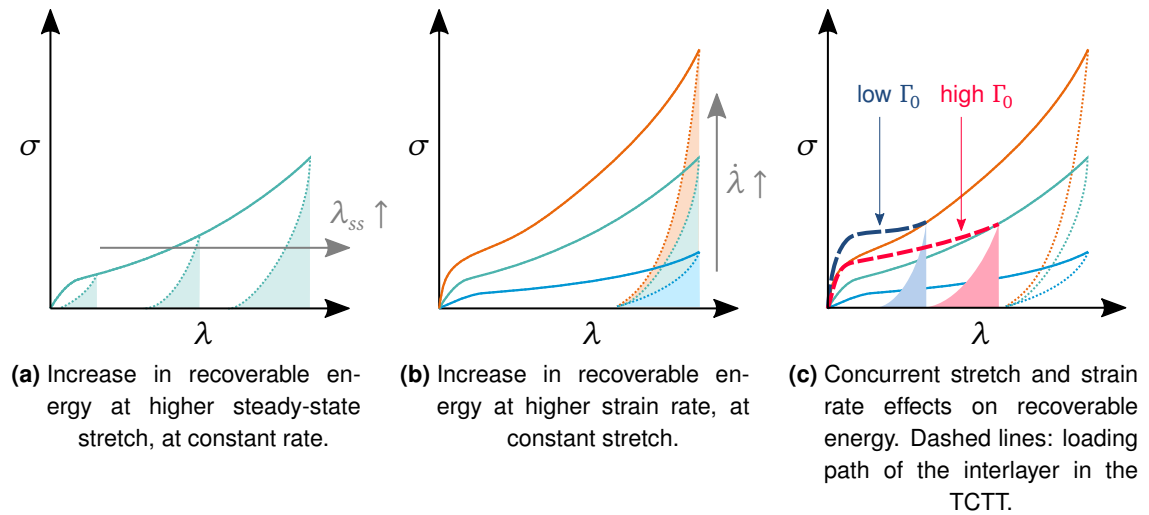 σ
λ
λss ↑
(a) Increase in recoverable en-
ergy at higher steady-state
stretch, at constant rate.
σ
λ
λ̇ ↑
(b) Increase in recoverable en-
ergy at higher strain rate, at
constant stretch.
low Γ0
high Γ0
σ
λ
(c) Concurrent stretch and strain
rate effects on recoverable
energy. Dashed lines: loading
path of the interlayer in the
TCTT.